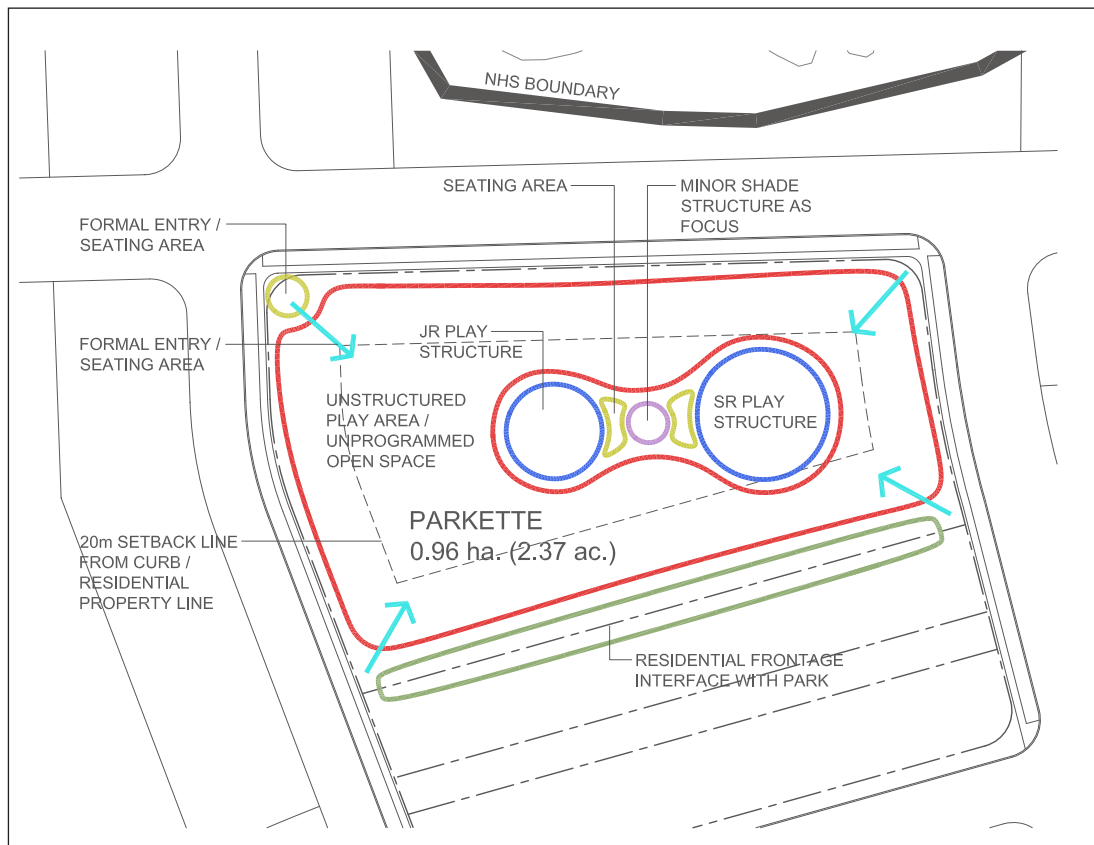 NHS BOUNDARY
SEATING AREA
MINOR SHADE
STRUCTURE AS
FOCUS
FORMAL ENTRY /
SEATING AREA
FORMAL ENTRY /
SEATING AREA
JR PLAY
STRUCTURE
UNSTRUCTURED
PLAY AREA /
UNPROGRAMMED
OPEN SPACE
SR PLAY
STRUCTURE
PARKETTE
0.96 ha. (2.37 ac.)
20m SETBACK LINE
FROM CURB /
RESIDENTIAL
PROPERTY LINE
RESIDENTIAL FRONTAGE
INTERFACE WITH PARK